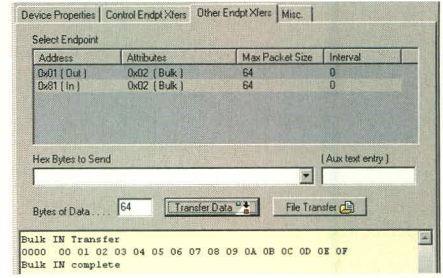 Device Properties Control Endpt Xfers Other Endpt Xfers Misc.
Select Endpoint
Address Attributes Max Packet Size Interval
0x01 ( Out ) 0x02 ( Bulk ) 64 0
0x81 ( In ) 0x02 ( Bulk ) 64 0
Hex Bytes to Send ( Aux text entry )
Bytes of Data.... 64 Transfer Data File Transfer
Bulk IN Transfer
0000 00 01 02 03 04 05 06 07 08 09 0A 0B 0C 0D 0E 0F
Bulk IN complete